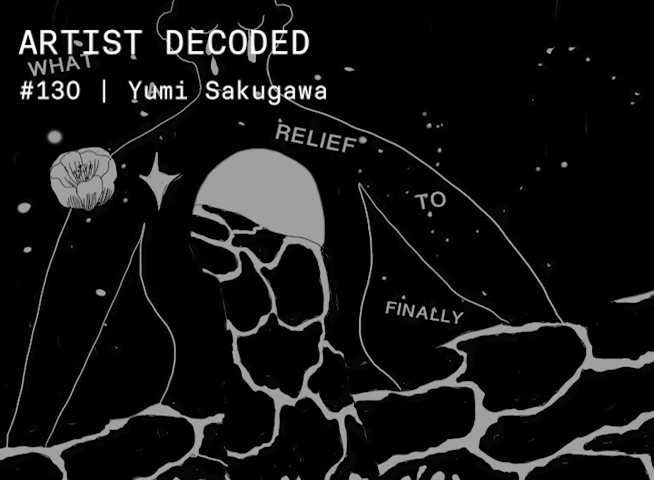 ARTIST DECODED
WHAT
#130 | Yumi Sakugawa
RELIEF
TO
FINALLY